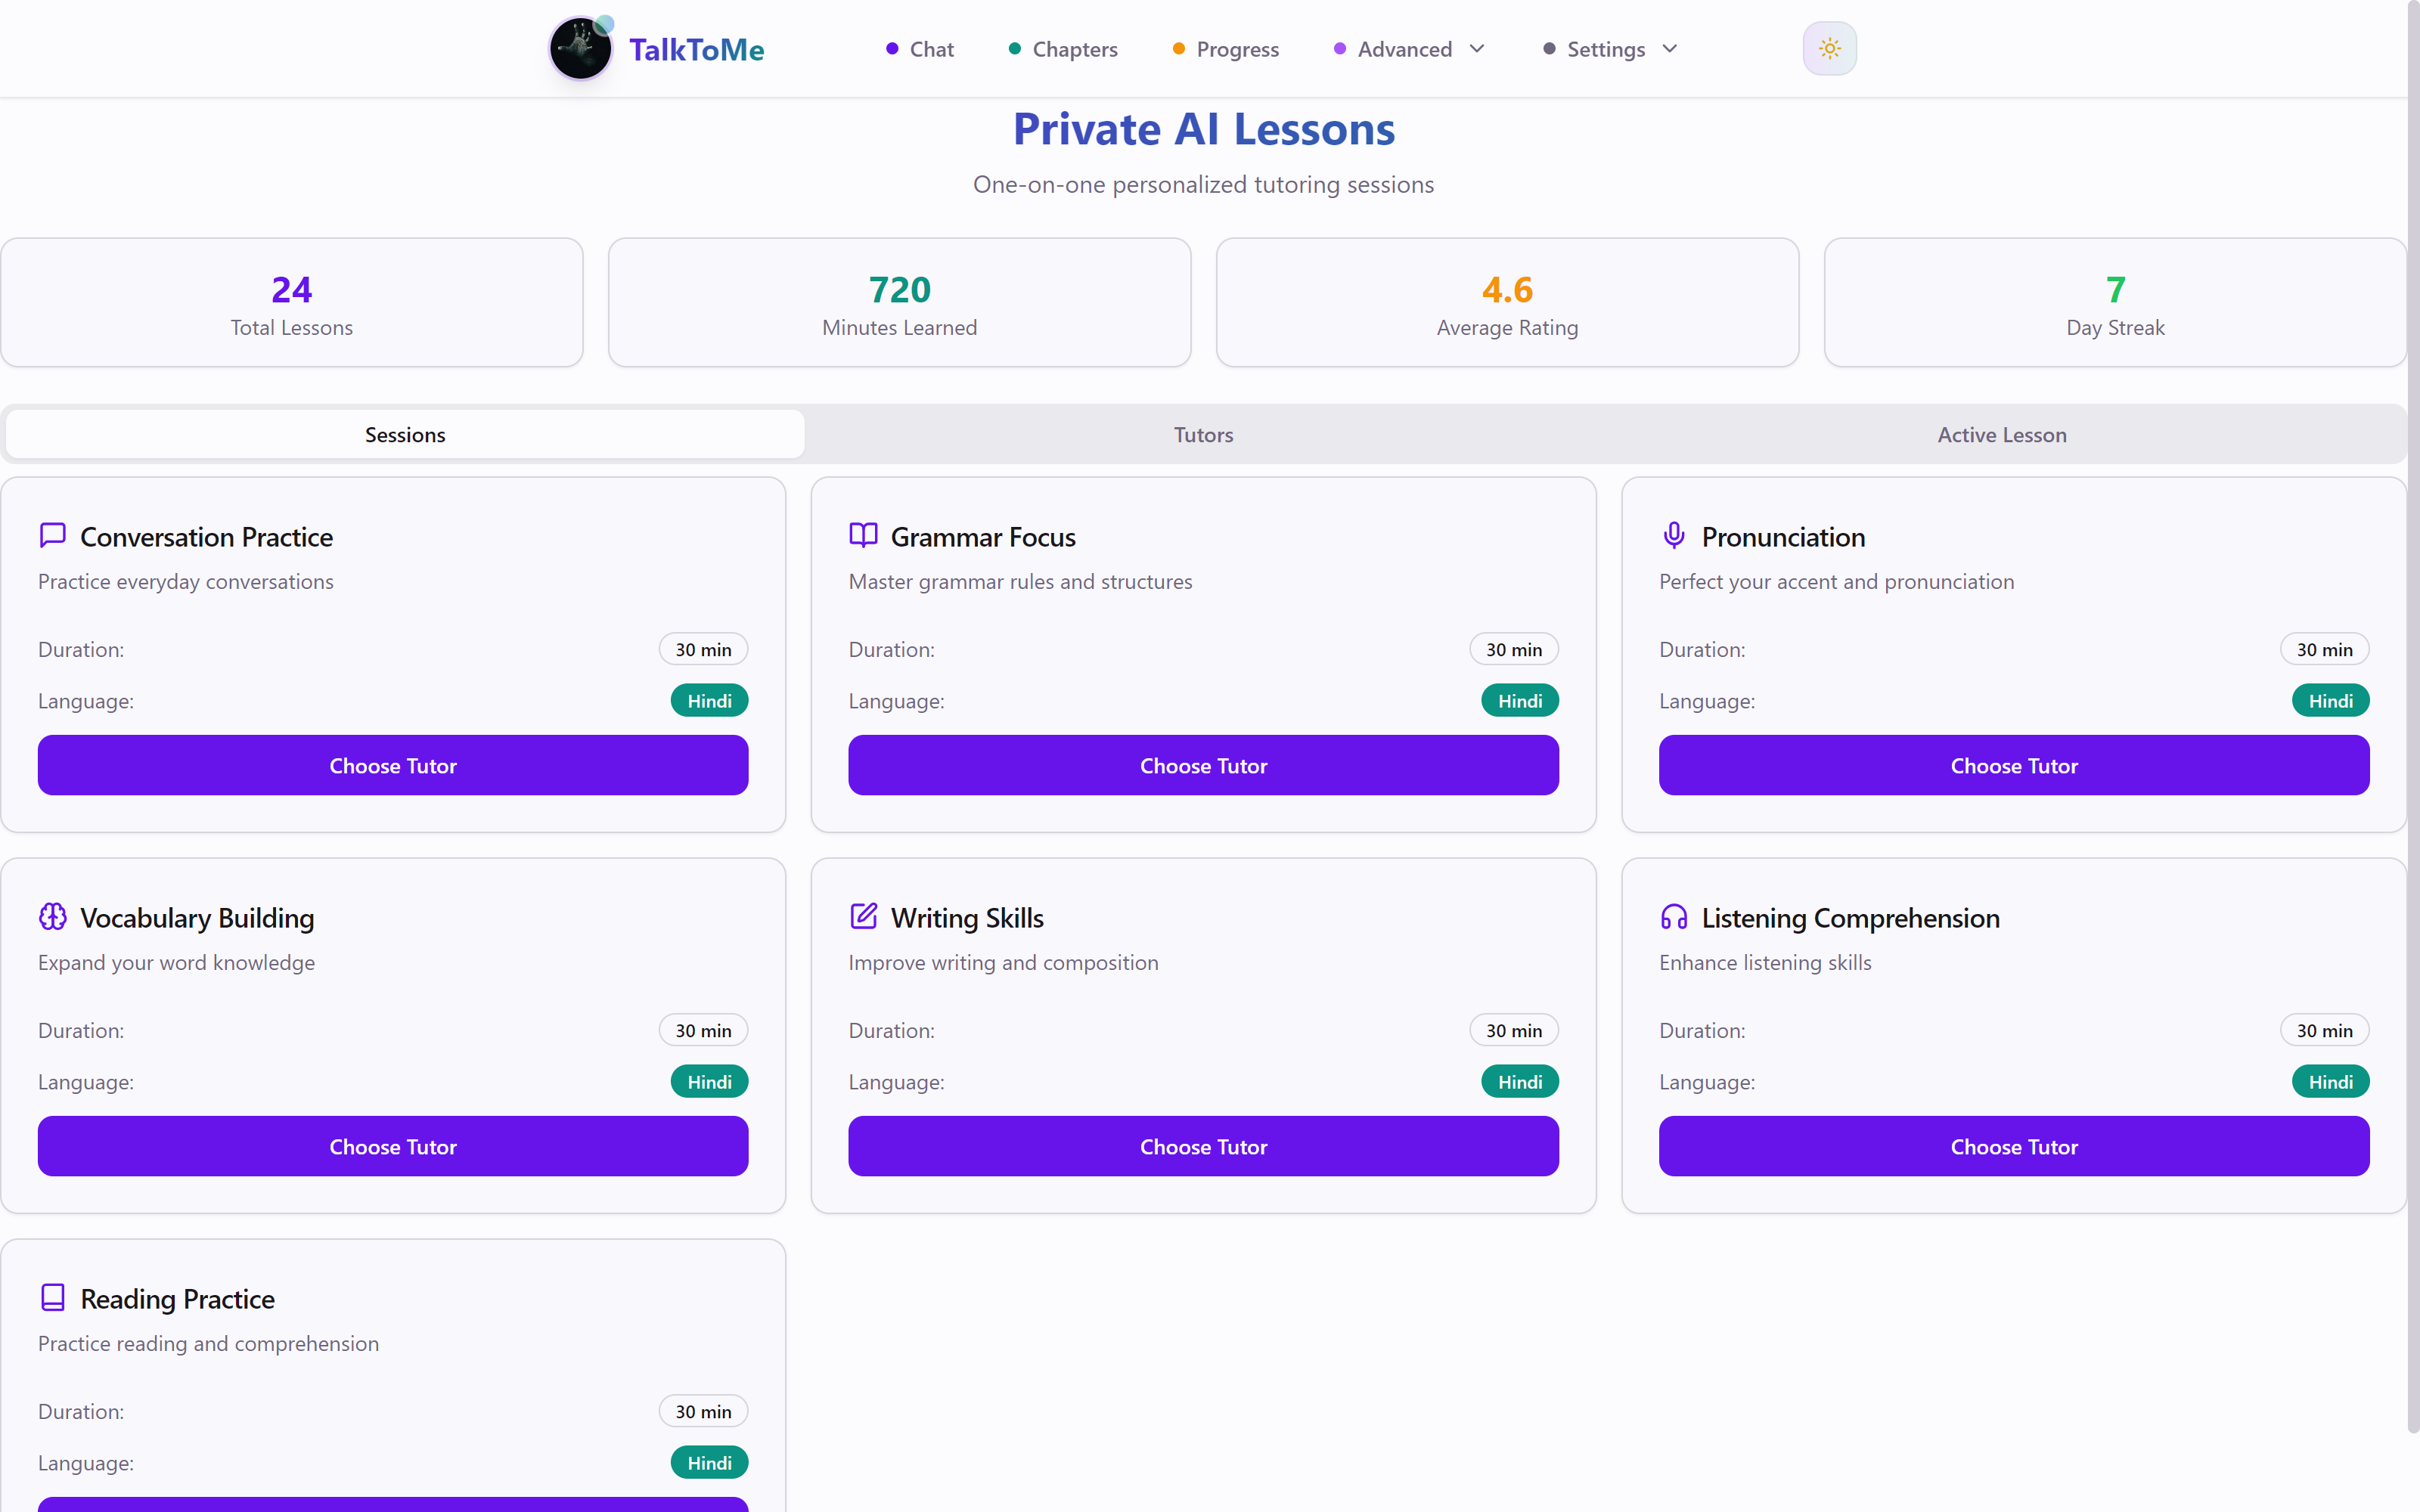 TalkToMe
Chat
Chapters
Progress
Advanced
Settings
Private AI Lessons
One-on-one personalized tutoring sessions
24
Total Lessons
720
Minutes Learned
4.6
Average Rating
7
Day Streak
Sessions
Tutors
Active Lesson
Conversation Practice
Practice everyday conversations
Duration: 30 min
Language: Hindi
Choose Tutor
Grammar Focus
Master grammar rules and structures
Duration: 30 min
Language: Hindi
Choose Tutor
Pronunciation
Perfect your accent and pronunciation
Duration: 30 min
Language: Hindi
Choose Tutor
Vocabulary Building
Expand your word knowledge
Duration: 30 min
Language: Hindi
Choose Tutor
Writing Skills
Improve writing and composition
Duration: 30 min
Language: Hindi
Choose Tutor
Listening Comprehension
Enhance listening skills
Duration: 30 min
Language: Hindi
Choose Tutor
Reading Practice
Practice reading and comprehension
Duration: 30 min
Language: Hindi